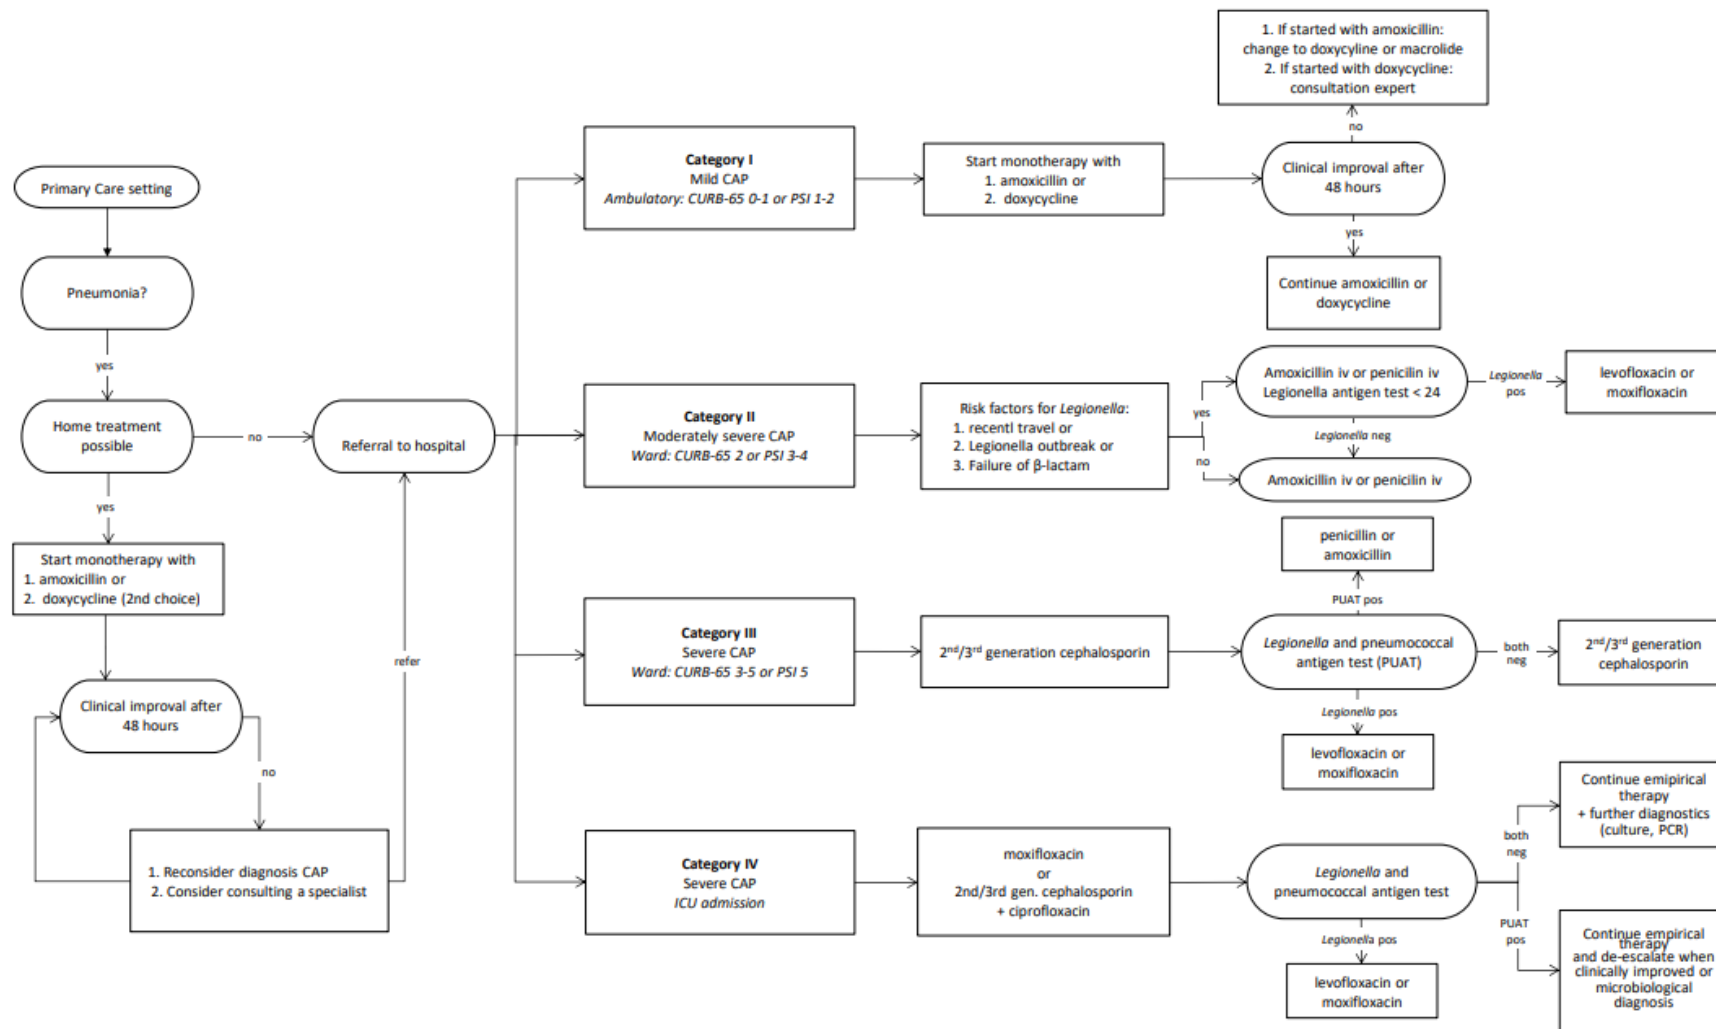 Primary Care setting
Pneumonia?
yes
Home treatment
possible
no
yes
Start monotherapy with
1. amoxicillin or
2. doxycycline (2nd choice)
Clinical improval after
48 hours
no
1. Reconsider diagnosis CAP
2. Consider consulting a specialist
refer
Referral to hospital
Category I
Mild CAP
Ambulatory: CURB-65 0-1 or PSI 1-2
Start monotherapy with
1. amoxicillin or
2. doxycycline
Clinical improval after
48 hours
no
1. If started with amoxicillin:
change to doxycyline or macrolide
2. If started with doxycycline:
consultation expert
yes
Continue amoxicillin or
doxycycline
Category II
Moderately severe CAP
Ward: CURB-65 2 or PSI 3-4
Risk factors for Legionella:
1. recentl travel or
2. Legionella outbreak or
3. Failure of β-lactam
yes
no
Amoxicillin iv or penicilin iv
Legionella antigen test < 24
Legionella
pos
levofloxacin or
moxifloxacin
Legionella neg
Amoxicillin iv or penicilin iv
Category III
Severe CAP
Ward: CURB-65 3-5 or PSI 5
2nd/3rd generation cephalosporin
Legionella and pneumococcal
antigen test (PUAT)
PUAT pos
penicillin or
amoxicillin
both
neg
2nd/3rd generation
cephalosporin
Legionella pos
levofloxacin or
moxifloxacin
Category IV
Severe CAP
ICU admission
moxifloxacin
or
2nd/3rd gen. cephalosporin
+ ciprofloxacin
Legionella and
pneumococcal antigen test
Legionella pos
levofloxacin or
moxifloxacin
both
neg
Continue emipirical
therapy
+ further diagnostics
(culture, PCR)
PUAT
pos
Continue empirical
therapy
and de-escalate when
clinically improved or
microbiological
diagnosis